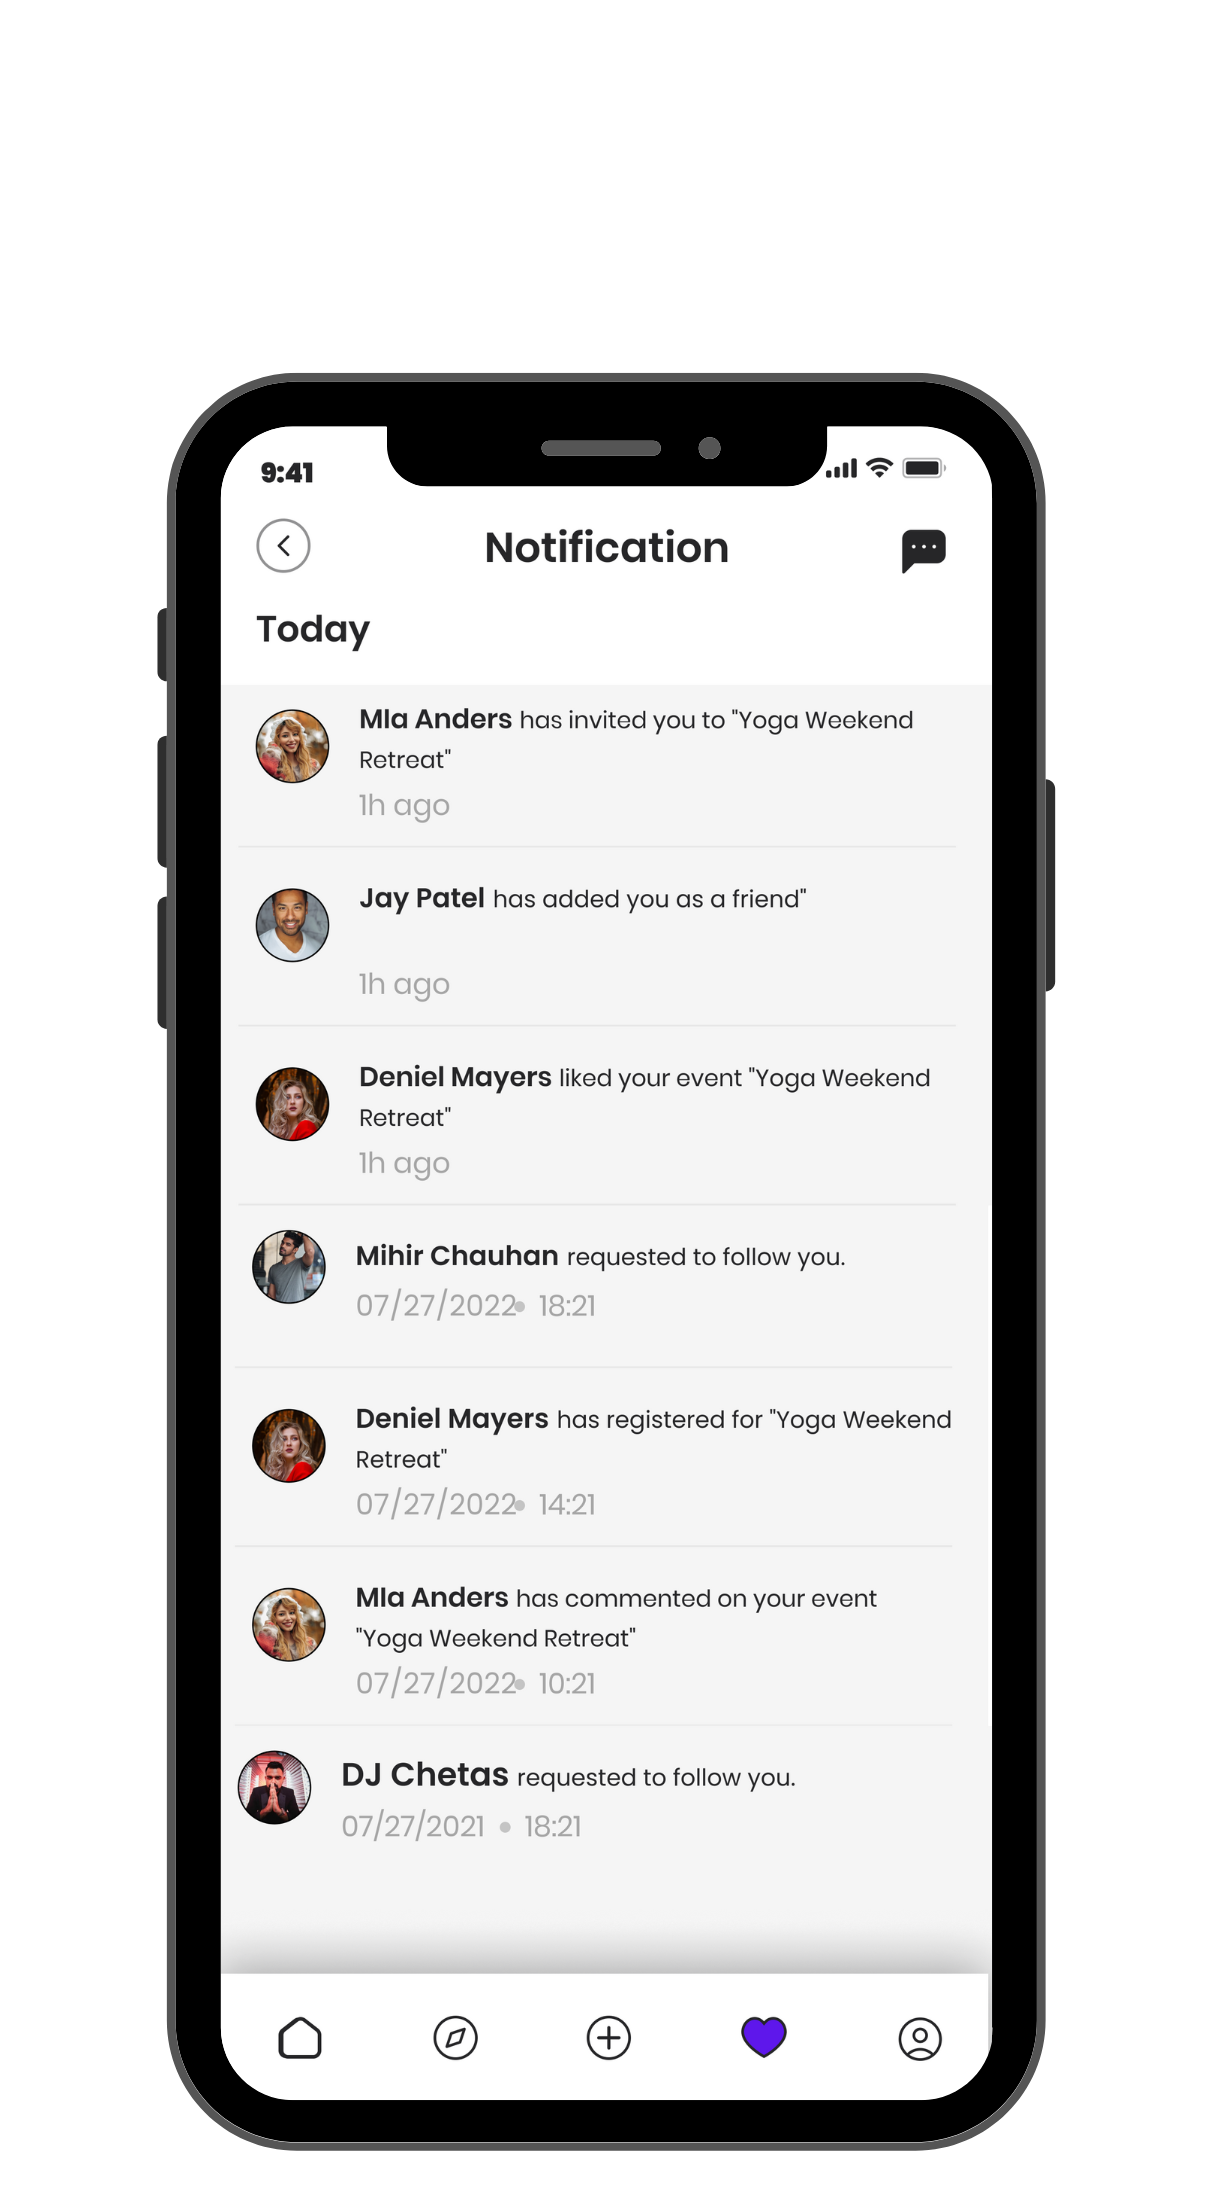 9:41
Notification
Today
MIa Anders has invited you to "Yoga Weekend
Retreat"
1h ago
Jay Patel has added you as a friend"
1h ago
Deniel Mayers liked your event "Yoga Weekend
Retreat"
1h ago
Mihir Chauhan requested to follow you.
07/27/2022• 18:21
Deniel Mayers has registered for "Yoga Weekend
Retreat"
07/27/2022• 14:21
MIa Anders has commented on your event
"Yoga Weekend Retreat"
07/27/2022• 10:21
DJ Chetas requested to follow you.
07/27/2021 • 18:21